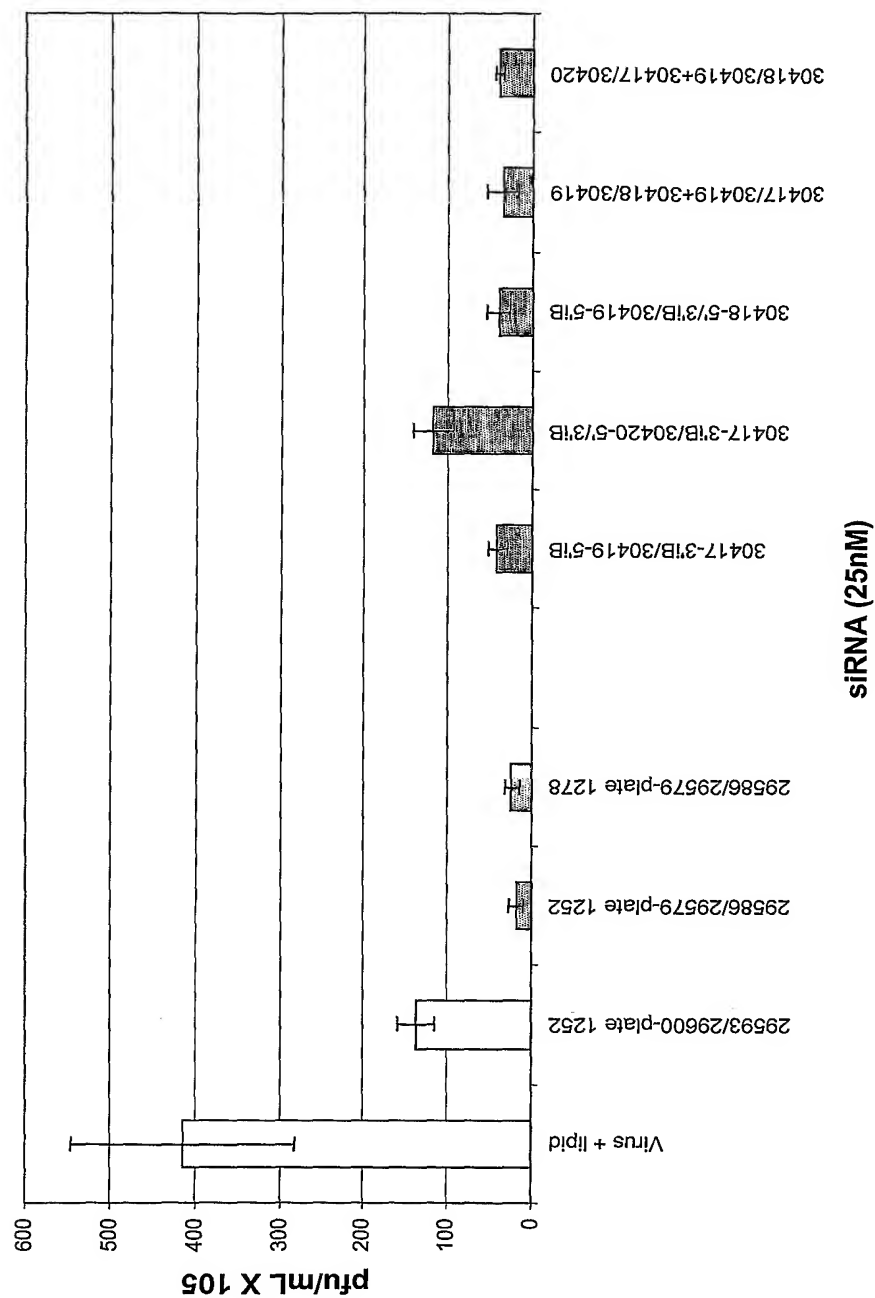 pfu/mL X 105
600
500
400
300
200
100
0
Virus + lipid
29593/29600-plate 1252
29586/29579-plate 1252
29586/29579-plate 1278
30417-3'iB/30419-5'iB
30417-3'iB/30420-5'/3'iB
30418-5'/3'iB/30419-5'iB
30417/30419+30418/30419
30418/30419+30417/30420
siRNA (25nM)